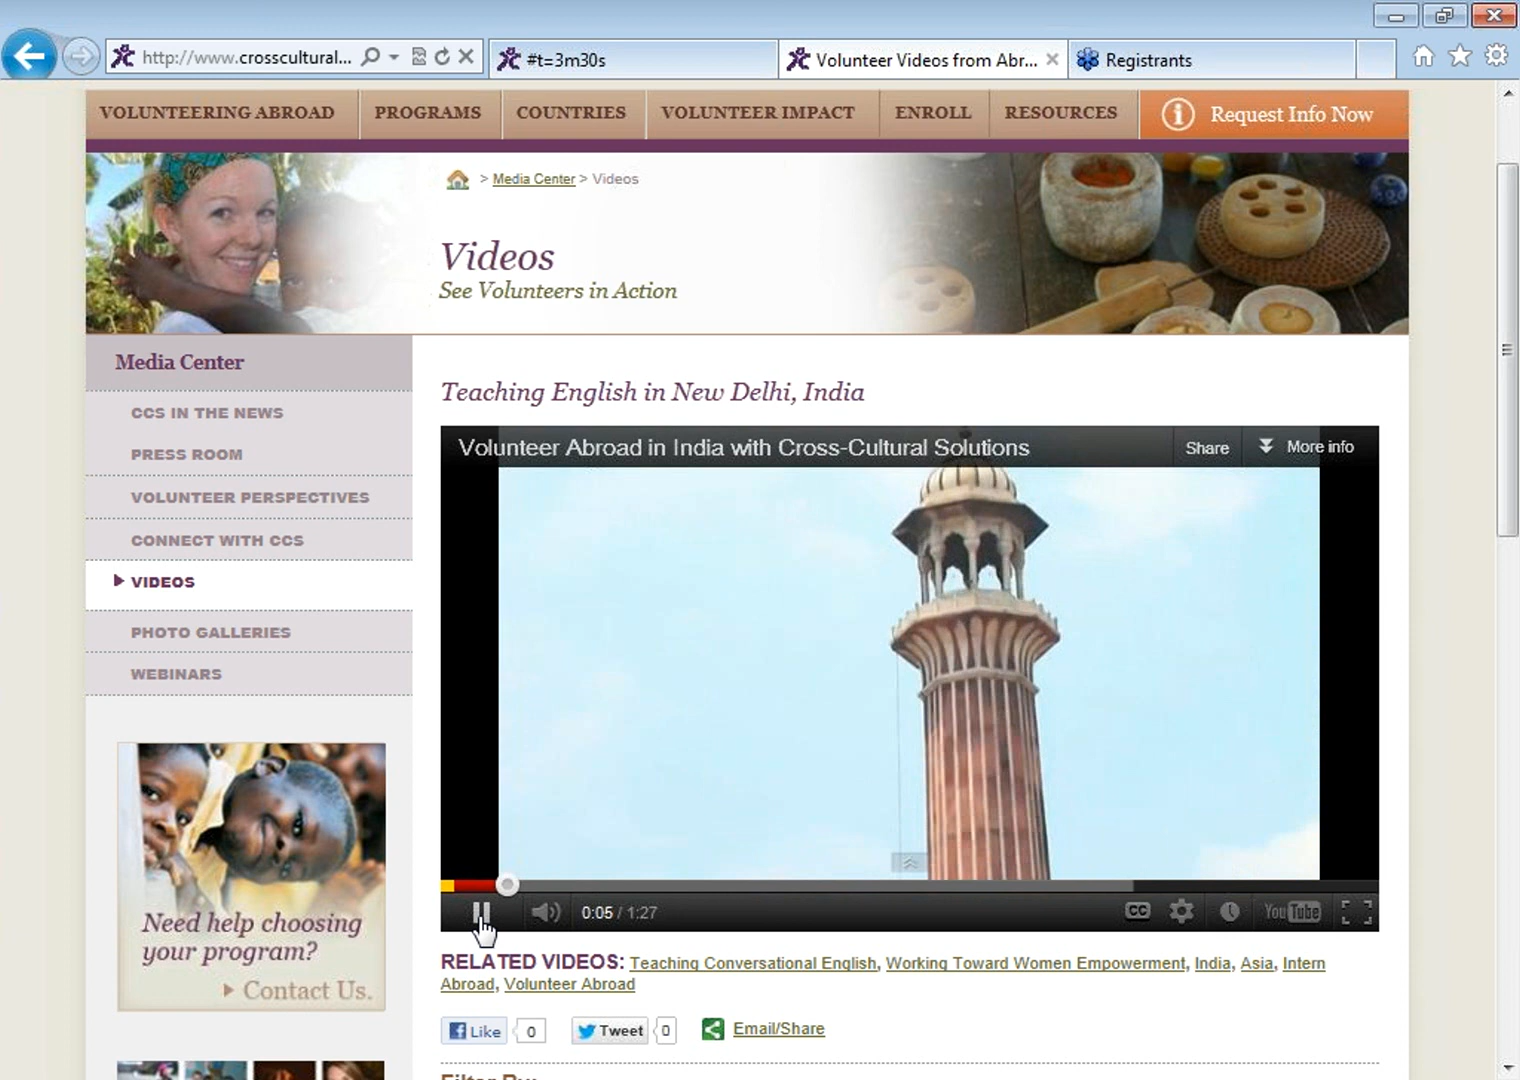 http://www.crosscultural...
#t=3m30s
Volunteer Videos from Abr...
Registrants
VOLUNTEERING ABROAD
PROGRAMS
COUNTRIES
VOLUNTEER IMPACT
ENROLL
RESOURCES
Request Info Now
> Media Center > Videos
Videos
See Volunteers in Action
Media Center
CCS IN THE NEWS
PRESS ROOM
VOLUNTEER PERSPECTIVES
CONNECT WITH CCS
VIDEOS
PHOTO GALLERIES
WEBINARS
Need help choosing
your program?
Contact Us.
Teaching English in New Delhi, India
Volunteer Abroad in India with Cross-Cultural Solutions
Share
More info
0:05 / 1:27
CC
YouTube
RELATED VIDEOS: Teaching Conversational English, Working Toward Women Empowerment, India, Asia, Intern
Abroad, Volunteer Abroad
Like
0
Tweet
0
Email/Share
Filter By: